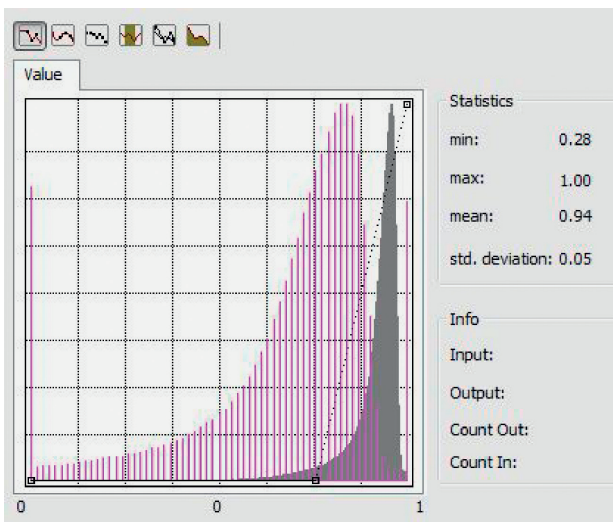 Value
Statistics
min: 0.28
max: 1.00
mean: 0.94
std. deviation: 0.05
Info
Input:
Output:
Count Out:
Count In:
0 0 1